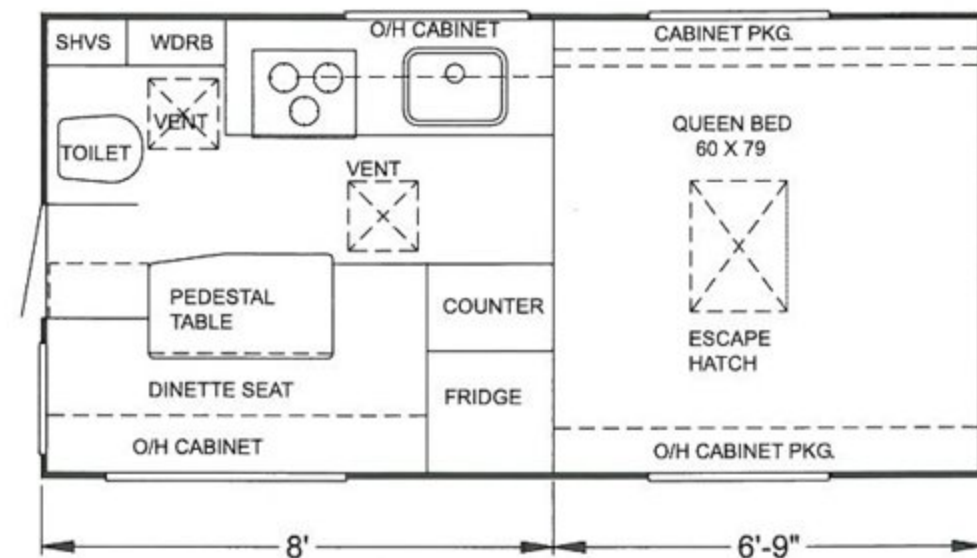 SHVS
WDRB
O/H CABINET
CABINET PKG.
VENT
TOILET
QUEEN BED
60 X 79
VENT
PEDESTAL
TABLE
COUNTER
ESCAPE
HATCH
DINETTE SEAT
FRIDGE
O/H CABINET
O/H CABINET PKG.
8'
6'-9"